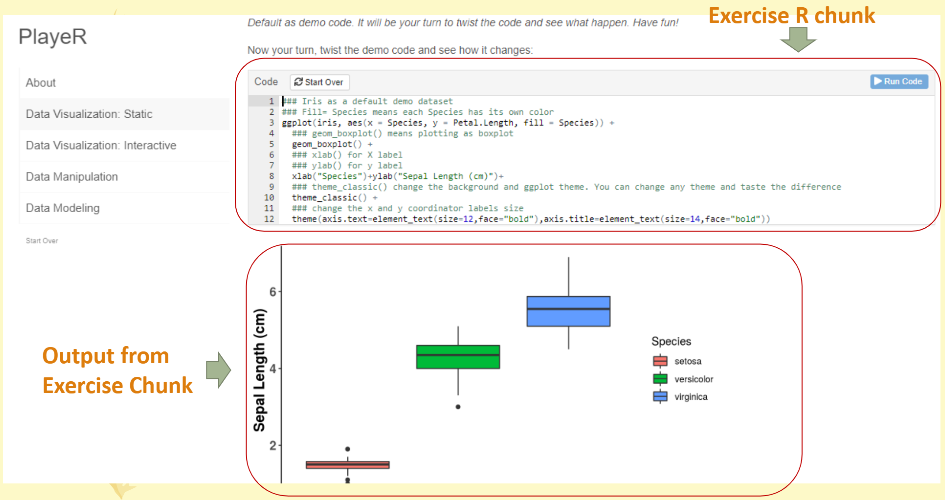 Exercise R chunk
PlayeR
About
Data Visualization: Static
Data Visualization: Interactive
Data Manipulation
Data Modeling
Start Over
Default as demo code. It will be your turn to twist the code and see what happen. Have fun!
Now your turn, twist the demo code and see how it changes:
Code Start Over Run Code
1 ### Iris as a default demo dataset
2 ### Fill= Species means each Species has its own color
3 ggplot(iris, aes(x = Species, y = Petal.Length, fill = Species)) +
4 ### geom_boxplot() means plotting as boxplot
5 geom_boxplot() +
6 ### xlab() for X label
7 ### ylab() for y label
8 xlab("Species")+ylab("Sepal Length (cm)")+
9 ### theme_classic() change the background and ggplot theme. You can change any theme and taste the difference
10 theme_classic() +
11 ### change the x and y coordinator labels size
12 theme(axis.text=element_text(size=12,face="bold"),axis.title=element_text(size=14,face="bold"))
Output from
Exercise Chunk
Sepal Length (cm)
6
4
2
Species
setosa
versicolor
virginica